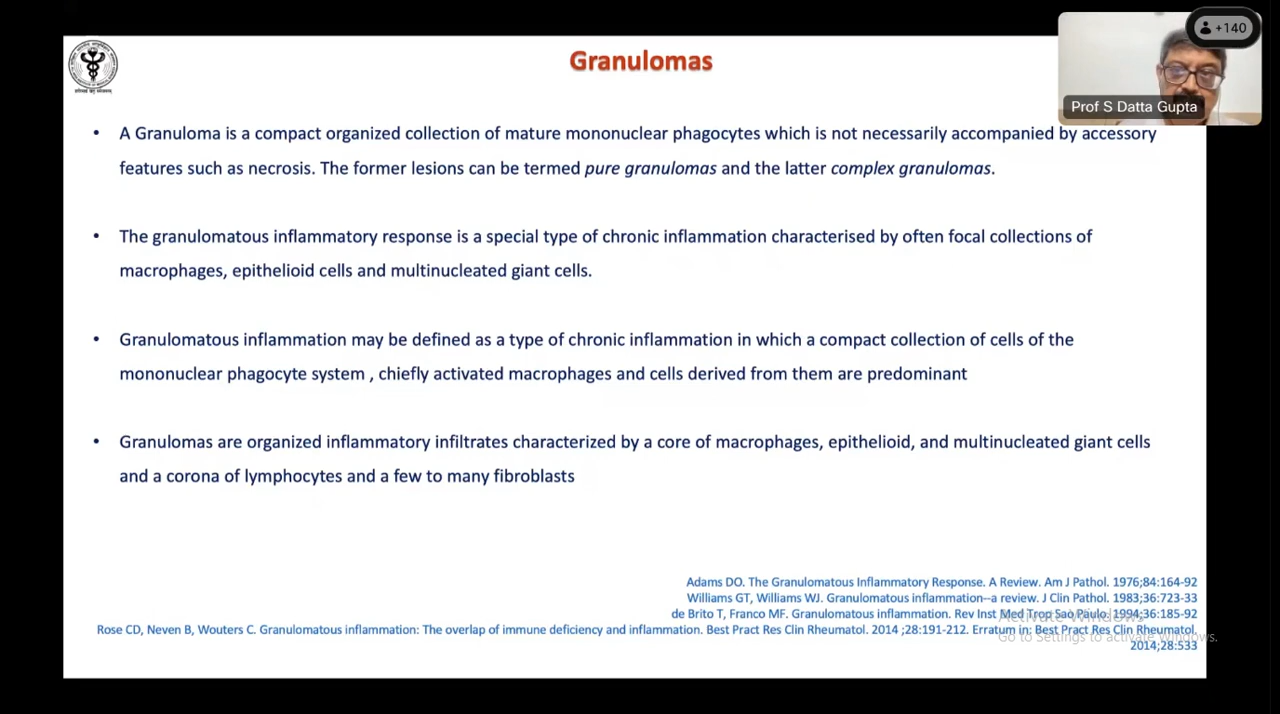 Granulomas
+140
Prof S Datta Gupta
• A Granuloma is a compact organized collection of mature mononuclear phagocytes which is not necessarily accompanied by accessory
features such as necrosis. The former lesions can be termed pure granulomas and the latter complex granulomas.
• The granulomatous inflammatory response is a special type of chronic inflammation characterised by often focal collections of
macrophages, epithelioid cells and multinucleated giant cells.
• Granulomatous inflammation may be defined as a type of chronic inflammation in which a compact collection of cells of the
mononuclear phagocyte system , chiefly activated macrophages and cells derived from them are predominant
• Granulomas are organized inflammatory infiltrates characterized by a core of macrophages, epithelioid, and multinucleated giant cells
and a corona of lymphocytes and a few to many fibroblasts
Adams DO. The Granulomatous Inflammatory Response. A Review. Am J Pathol. 1976;84:164-92
Williams GT, Williams WJ. Granulomatous inflammation--a review. J Clin Pathol. 1983;36:723-33
de Brito T, Franco MF. Granulomatous inflammation. Rev Inst Med Trop Sao Paulo. 1994;36:185-92
Activate Windows
Rose CD, Neven B, Wouters C. Granulomatous inflammation: The overlap of immune deficiency and inflammation. Best Pract Res Clin Rheumatol. 2014 ;28:191-212. Erratum in: Best Pract Res Clin Rheumatol.
Go to Settings to activate Windows.
2014;28:533